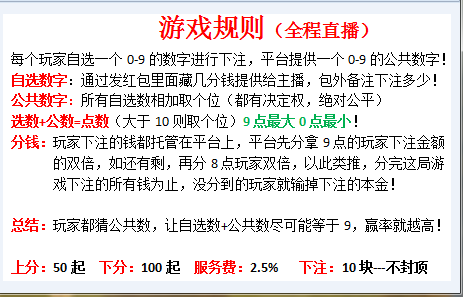 游戏规则（全程直播）
每个玩家自选一个 0-9 的数字进行下注，平台提供一个 0-9 的公共数字！
自选数字：通过发红包里面藏几分钱提供给主播，包外备注下注多少！
公共数字：所有自选数相加取个位（都有决定权，绝对公平）
选数+公数=点数（大于 10 则取个位）9 点最大 0 点最小！
分钱：玩家下注的钱都托管在平台上，平台先分拿 9 点的玩家下注金额
的双倍，如还有剩，再分 8 点玩家双倍，以此类推，分完这局游
戏下注的所有钱为止，没分到的玩家就输掉下注的本金！
总结：玩家都猜公共数，让自选数+公共数尽可能等于 9，赢率就越高！
上分：50 起 下分：100 起 服务费：2.5% 下注：10 块---不封顶